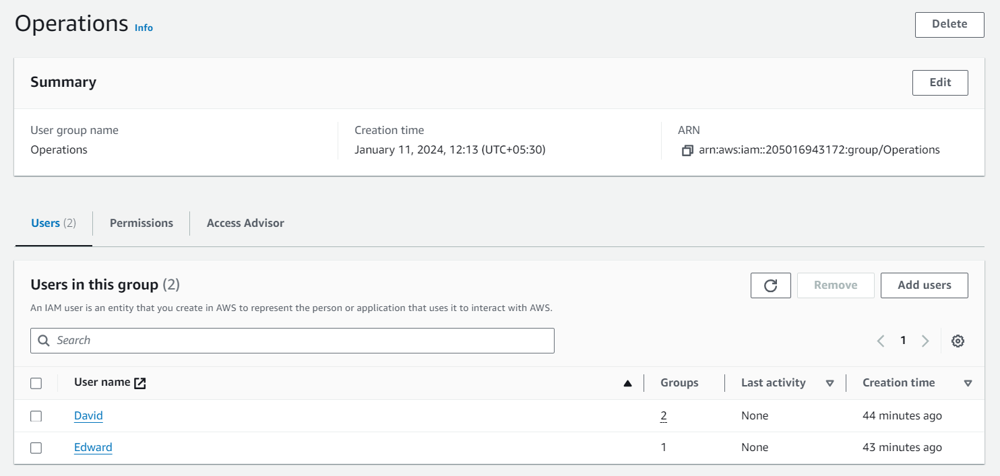 Operations Info
Delete
Summary
Edit
User group name
Operations
Creation time
January 11, 2024, 12:13 (UTC+05:30)
ARN
arn:aws:iam::205016943172:group/Operations
Users (2)
Permissions
Access Advisor
Users in this group (2)
Remove
Add users
An IAM user is an entity that you create in AWS to represent the person or application that uses it to interact with AWS.
Search
1
User name Groups Last activity Creation time
David 2 None 44 minutes ago
Edward 1 None 43 minutes ago